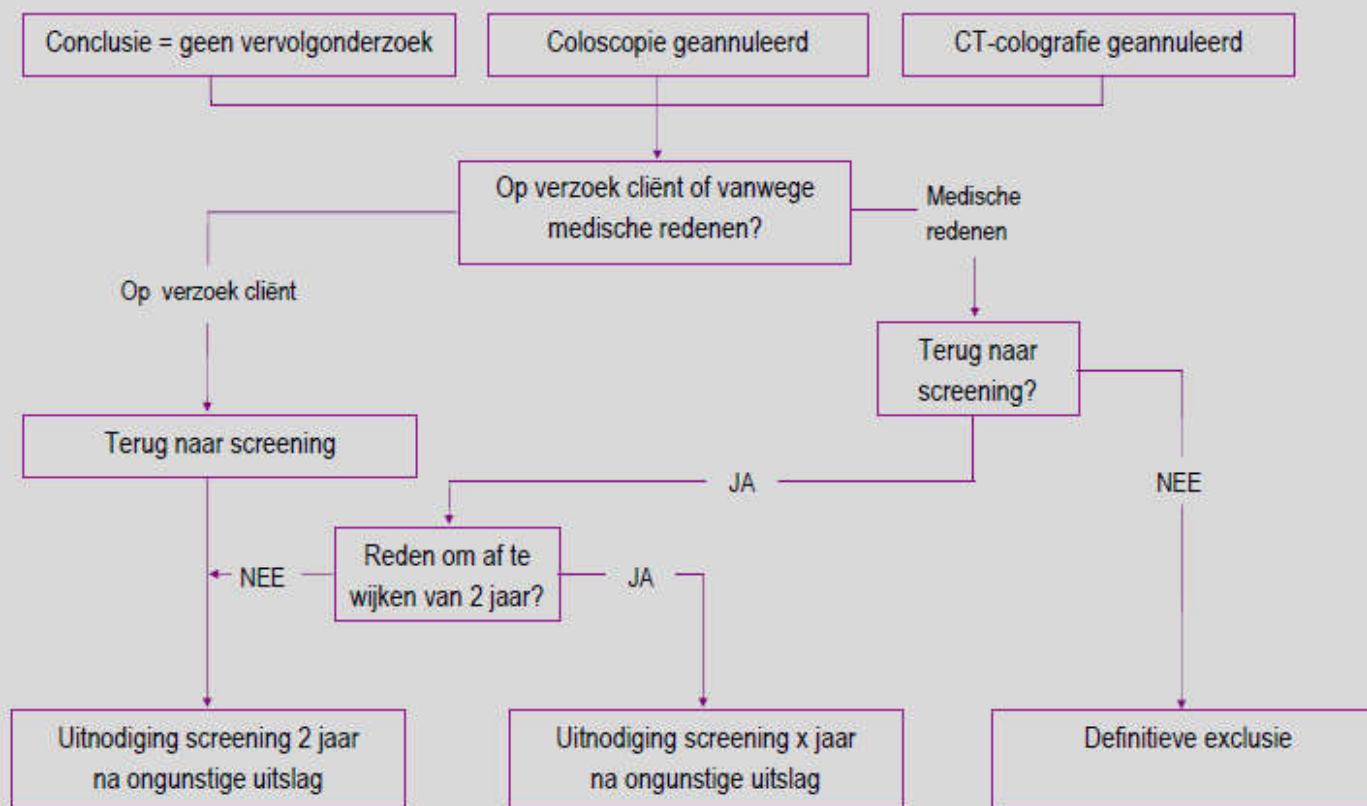 Conclusie = geen vervolgonderzoek
Coloscopie geannuleerd
CT-colografie geannuleerd
Op verzoek cliënt of vanwege
medische redenen?
Medische
redenen
Op verzoek cliënt
Terug naar
screening?
Terug naar screening
JA
NEE
Reden om af te
wijken van 2 jaar?
NEE
JA
Uitnodiging screening 2 jaar
na ongunstige uitslag
Uitnodiging screening x jaar
na ongunstige uitslag
Definitieve exclusie